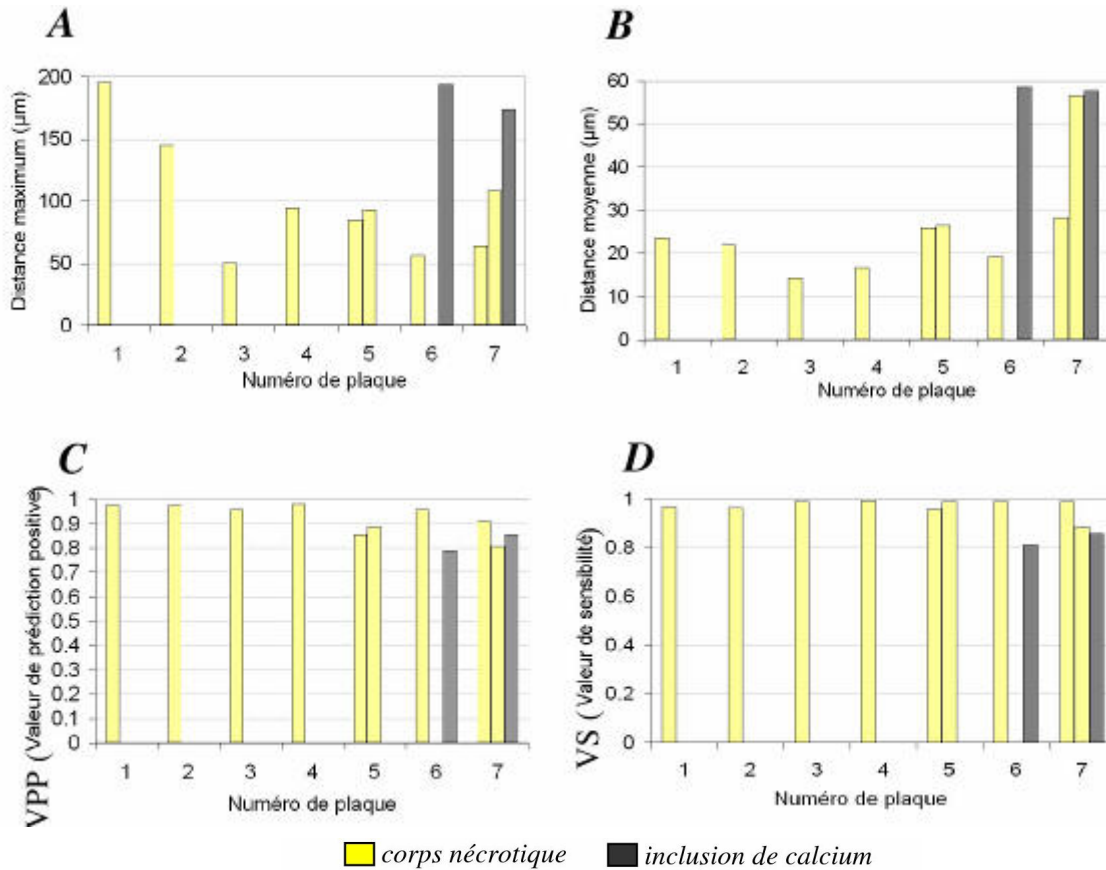 A
Distance maximum (µm)
200
150
100
50
0
1 2 3 4 5 6 7
Numéro de plaque
B
Distance moyenne (µm)
60
50
40
30
20
10
0
1 2 3 4 5 6 7
Numéro de plaque
C
VPP (Valeur de prédiction positive)
1
0.9
0.8
0.7
0.6
0.5
0.4
0.3
0.2
0.1
0
1 2 3 4 5 6 7
Numéro de plaque
D
VS (Valeur de sensibilité)
1
0.8
0.6
0.4
0.2
0
1 2 3 4 5 6 7
Numéro de plaque
corps nécrotique inclusion de calcium